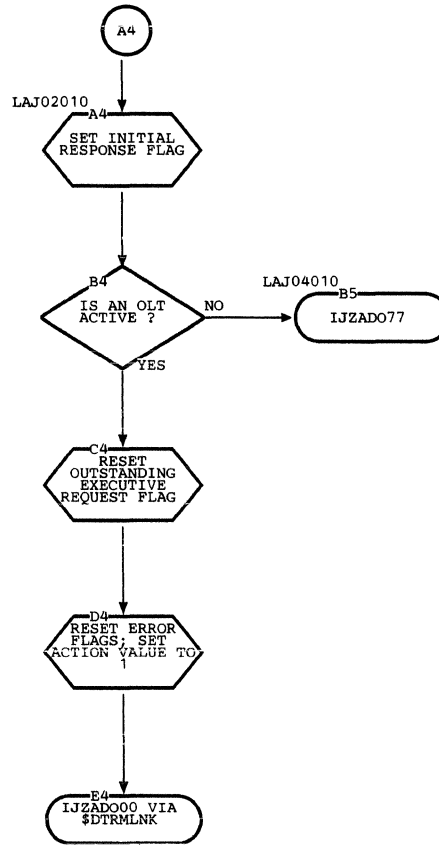 A4
LAJ02010
A4
SET INITIAL
RESPONSE FLAG
B4
IS AN OLT
ACTIVE ?
NO
YES
LAJ04010
B5
IJZADO77
C4
RESET
OUTSTANDING
EXECUTIVE
REQUEST FLAG
D4
RESET ERROR
FLAGS; SET
ACTION VALUE TO
1
E4
IJZADO00 VIA
$DTRMLNK